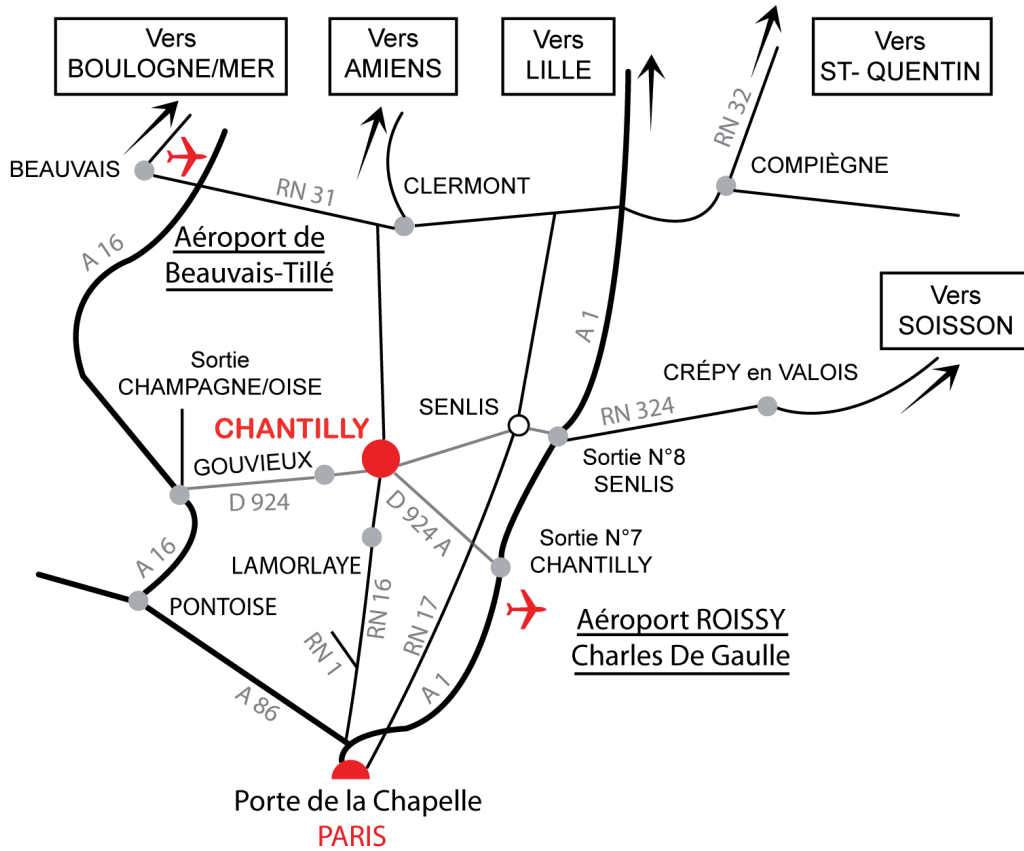 Vers
BOULOGNE/MER
Vers
AMIENS
Vers
LILLE
Vers
ST- QUENTIN
RN 32
BEAUVAIS
RN 31
CLERMONT
COMPIÈGNE
A 16
Aéroport de
Beauvais-Tillé
Vers
SOISSON
A 1
Sortie
CHAMPAGNE/OISE
CRÉPY en VALOIS
SENLIS
RN 324
CHANTILLY
GOUVIEUX
Sortie N°8
SENLIS
D 924
D 924 A
A 16
LAMORLAYE
Sortie N°7
CHANTILLY
PONTOISE
RN 16
RN 17
RN 1
Aéroport ROISSY
Charles De Gaulle
A 86
A 1
Porte de la Chapelle
PARIS